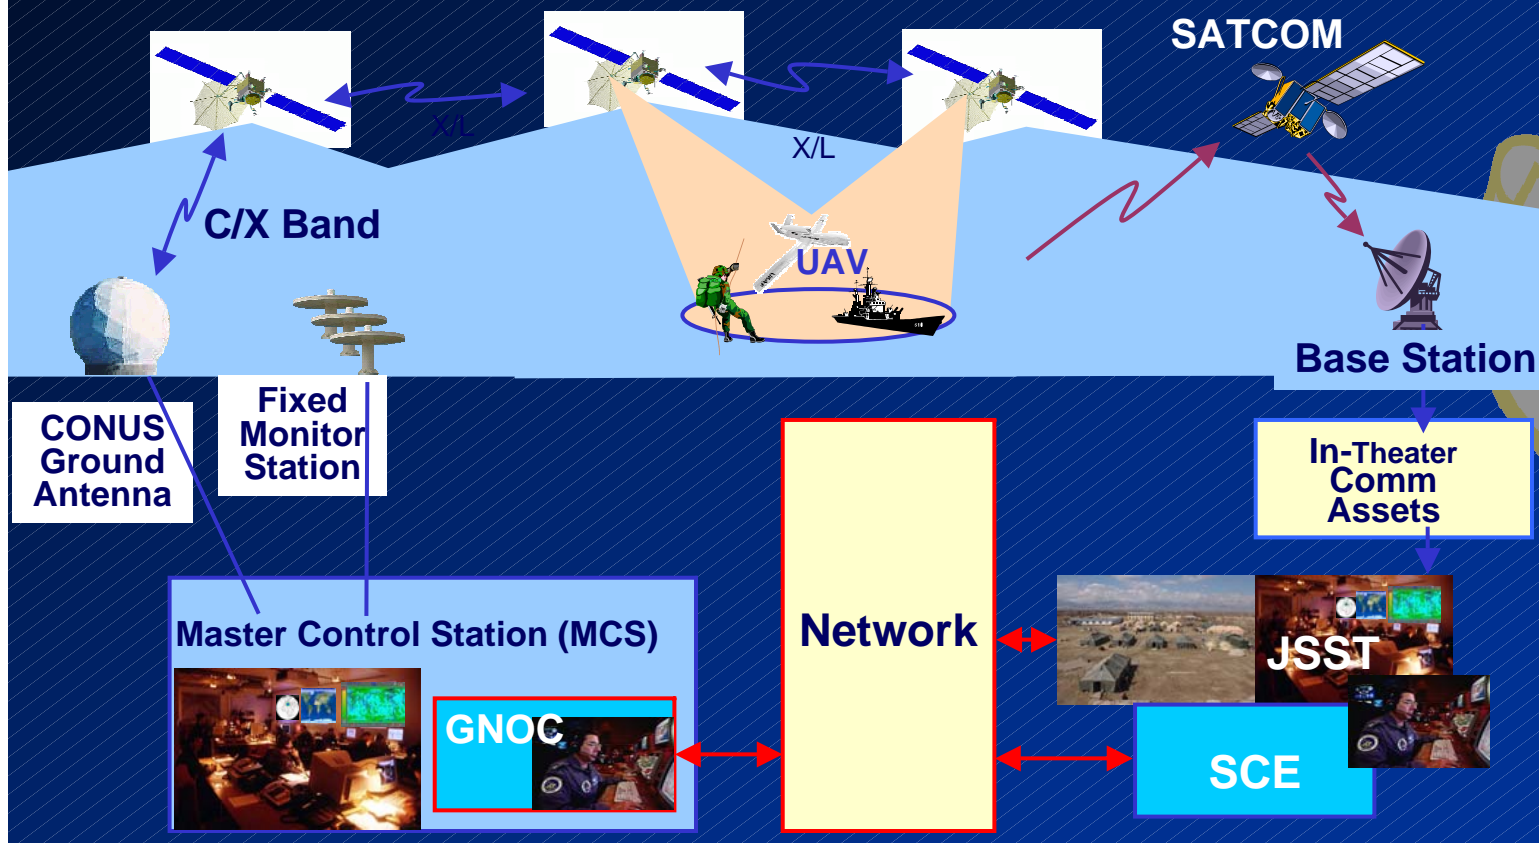 SATCOM
X/L
X/L
C/X Band
UAV
Base Station
CONUS
Ground
Antenna
Fixed
Monitor
Station
In-Theater
Comm
Assets
Master Control Station (MCS)
Network
JSST
GNOC
SCE